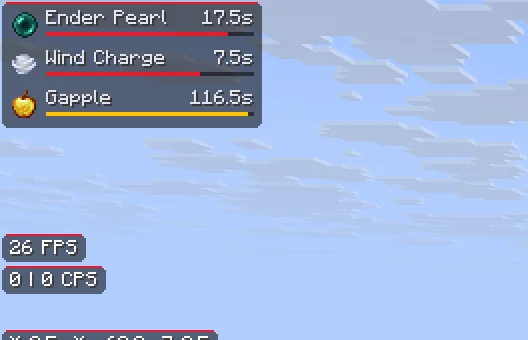 Ender Pearl 17.5s
Wind Charge 7.5s
Gapple 116.5s
26 FPS
0 | 0 CPS